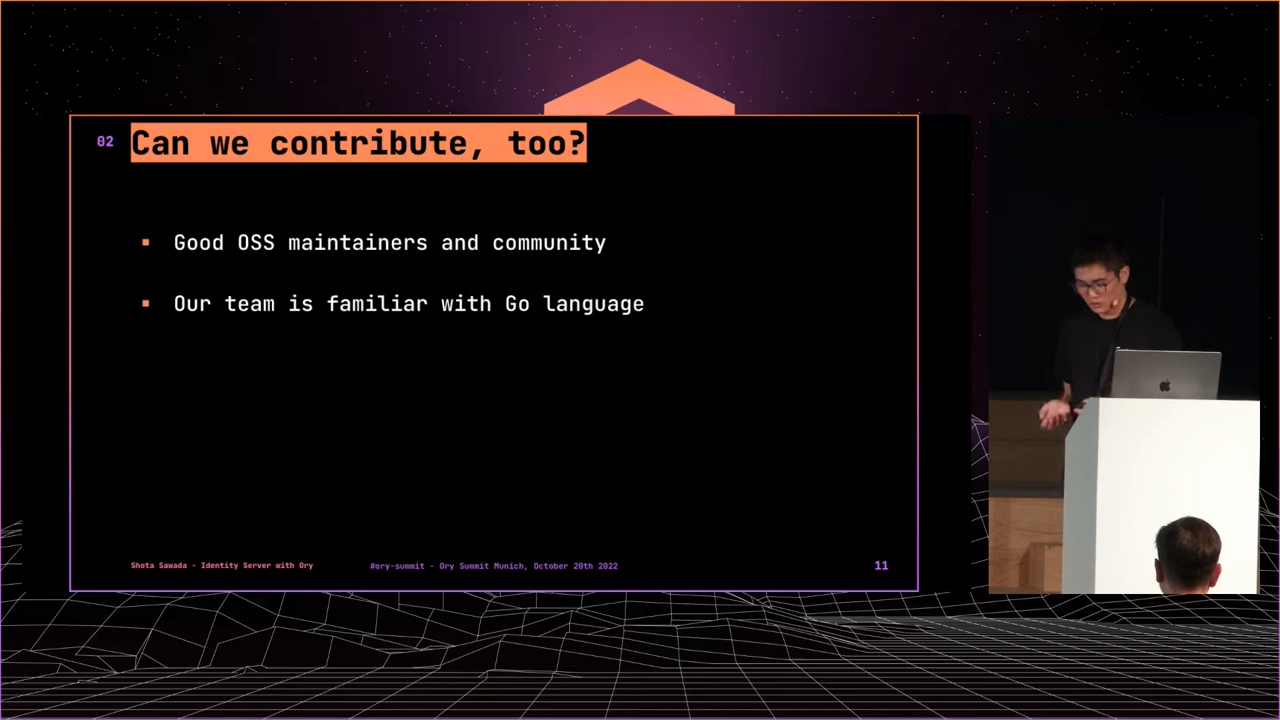 02
Can we contribute, too?
Good OSS maintainers and community
Our team is familiar with Go language
Shota Sawada - Identity Server with Ory
#ory-summit - Ory Summit Munich, October 20th 2022
11